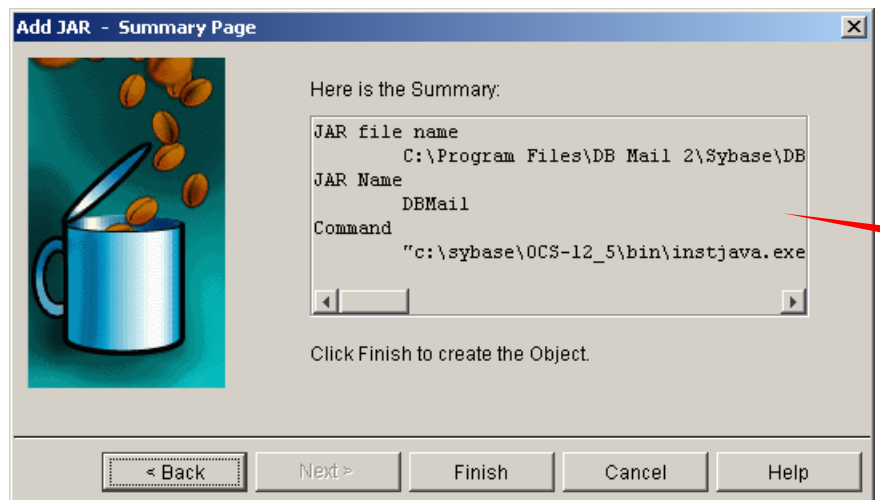 Add JAR - Summary Page
Here is the Summary:
JAR file name
C:\Program Files\DB Mail 2\Sybase\DB
JAR Name
DBMail
Command
"c:\sybase\OCS-12_5\bin\instjava.exe
Click Finish to create the Object.
< Back
Next >
Finish
Cancel
Help